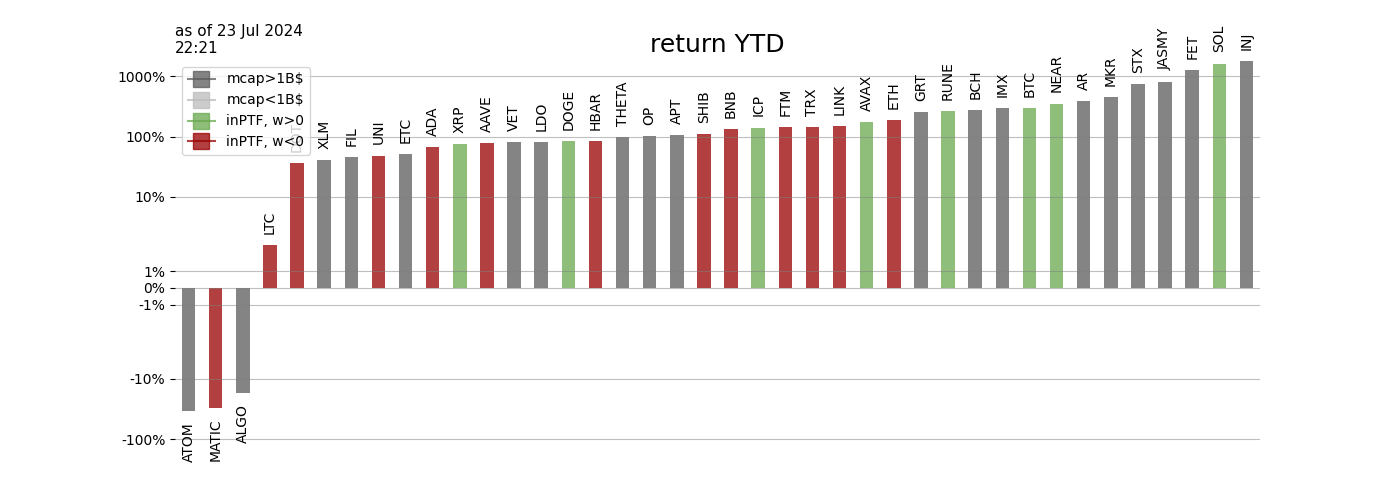 as of 23 Jul 2024
22:21
return YTD
mcap>1B$
mcap<1B$
inPTF, w>0
inPTF, w<0
1000%
100%
10%
1%
0%
-1%
-10%
-100%
ATOM
MATIC
ALGO
LTC
XLM
FIL
UNI
ETC
ADA
XRP
AAVE
VET
LDO
DOGE
HBAR
THETA
OP
APT
SHIB
BNB
ICP
FTM
TRX
LINK
AVAX
ETH
GRT
RUNE
BCH
IMX
BTC
NEAR
AR
MKR
STX
JASMY
FET
SOL
INJ